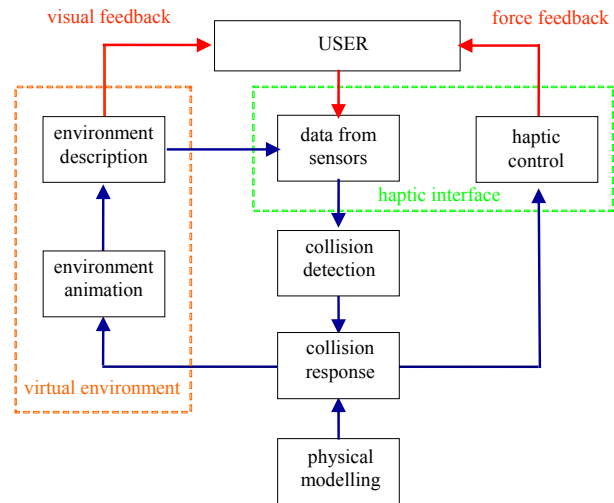 visual feedback
force feedback
USER
environment
description
data from
sensors
haptic
control
haptic interface
environment
animation
collision
detection
collision
response
virtual environment
physical
modelling